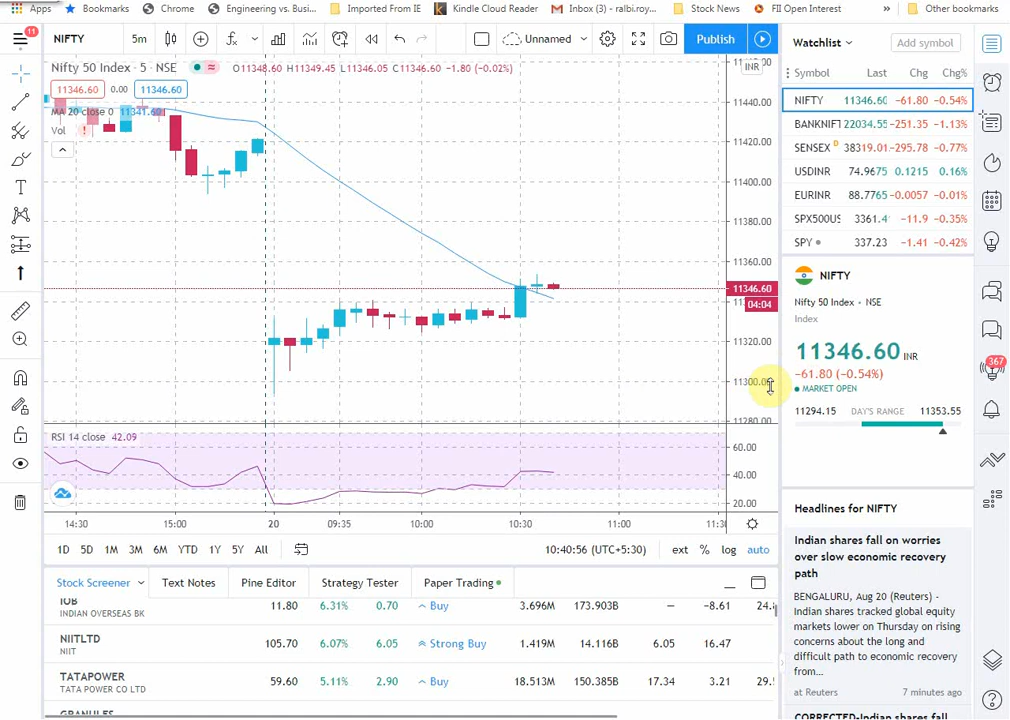 Apps Bookmarks Chrome Engineering vs. Busi... Imported From IE Kindle Cloud Reader Inbox (3) - ralbi.roy... Stock News FII Open Interest » Other bookmarks
11 NIFTY 5m Unnamed Publish
Watchlist Add symbol
Nifty 50 Index · 5 · NSE O11348.60 H11349.45 L11346.05 C11346.60 -1.80 (-0.02%)
INR
11346.60 0.00 11346.60
MA 20 close 0 11341.60
Vol !
11440.00
11420.00
11400.00
11380.00
11360.00
11346.60
04:04
11320.00
11300.00
11280.00
RSI 14 close 42.09
60.00
40.00
20.00
14:30 15:00 20 09:35 10:00 10:30 11:00 11:3
1D 5D 1M 3M 6M YTD 1Y 5Y All 10:40:56 (UTC+5:30) ext % log auto
Stock Screener Text Notes Pine Editor Strategy Tester Paper Trading
IOB 11.80 6.31% 0.70 Buy 3.696M 173.903B — -8.61
INDIAN OVERSEAS BK
NIITLTD 105.70 6.07% 6.05 Strong Buy 1.419M 14.116B 6.05 16.47
NIIT
TATAPOWER 59.60 5.11% 2.90 Buy 18.513M 150.385B 17.34 3.21 29.
TATA POWER CO LTD
GRANULES
Symbol Last Chg Chg%
NIFTY 11346.60 -61.80 -0.54%
BANKNIFT 22034.55 -251.35 -1.13%
SENSEX D 38319.01 -295.78 -0.77%
USDINR 74.9675 0.1215 0.16%
EURINR 88.7765 -0.0057 -0.01%
SPX500US 3361.4 -11.9 -0.35%
SPY 337.23 -1.41 -0.42%
NIFTY
Nifty 50 Index · NSE
Index
11346.60 INR
-61.80 (-0.54%)
MARKET OPEN
11294.15 DAY'S RANGE 11353.55
367
Headlines for NIFTY
Indian shares fall on worries
over slow economic recovery
path
BENGALURU, Aug 20 (Reuters) -
Indian shares tracked global equity
markets lower on Thursday on rising
concerns about the long and
difficult path to economic recovery
from...
at Reuters 7 minutes ago
CORRECTED-Indian shares fall